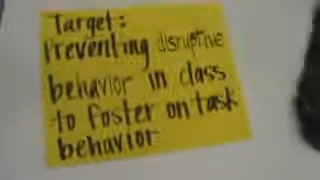 Target:
Preventing disruptive
behavior in class
to foster on task
behavior